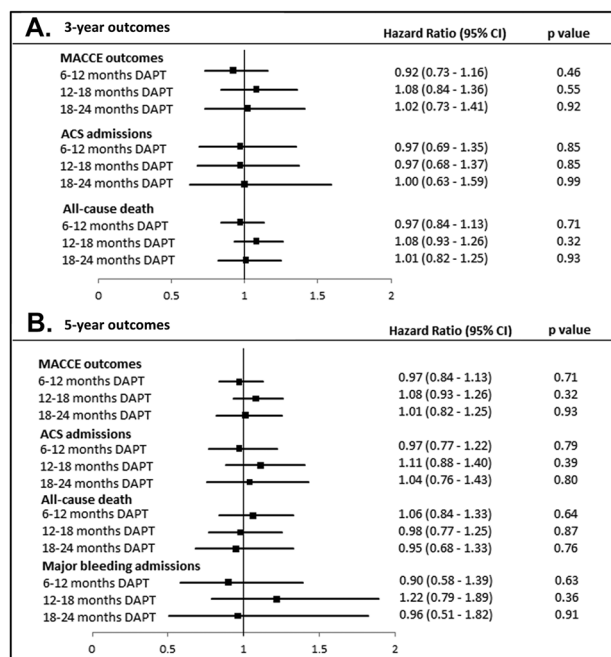 A. 3-year outcomes Hazard Ratio (95% CI) p value
MACCE outcomes
6-12 months DAPT 0.92 (0.73 - 1.16) 0.46
12-18 months DAPT 1.08 (0.84 - 1.36) 0.55
18-24 months DAPT 1.02 (0.73 - 1.41) 0.92
ACS admissions
6-12 months DAPT 0.97 (0.69 - 1.35) 0.85
12-18 months DAPT 0.97 (0.68 - 1.37) 0.85
18-24 months DAPT 1.00 (0.63 - 1.59) 0.99
All-cause death
6-12 months DAPT 0.97 (0.84 - 1.13) 0.71
12-18 months DAPT 1.08 (0.93 - 1.26) 0.32
18-24 months DAPT 1.01 (0.82 - 1.25) 0.93
0 0.5 1 1.5 2
B. 5-year outcomes Hazard Ratio (95% CI) p value
MACCE outcomes
6-12 months DAPT 0.97 (0.84 - 1.13) 0.71
12-18 months DAPT 1.08 (0.93 - 1.26) 0.32
18-24 months DAPT 1.01 (0.82 - 1.25) 0.93
ACS admissions
6-12 months DAPT 0.97 (0.77 - 1.22) 0.79
12-18 months DAPT 1.11 (0.88 - 1.40) 0.39
18-24 months DAPT 1.04 (0.76 - 1.43) 0.80
All-cause death
6-12 months DAPT 1.06 (0.84 - 1.33) 0.64
12-18 months DAPT 0.98 (0.77 - 1.25) 0.87
18-24 months DAPT 0.95 (0.68 - 1.33) 0.76
Major bleeding admissions
6-12 months DAPT 0.90 (0.58 - 1.39) 0.63
12-18 months DAPT 1.22 (0.79 - 1.89) 0.36
18-24 months DAPT 0.96 (0.51 - 1.82) 0.91
0 0.5 1 1.5 2